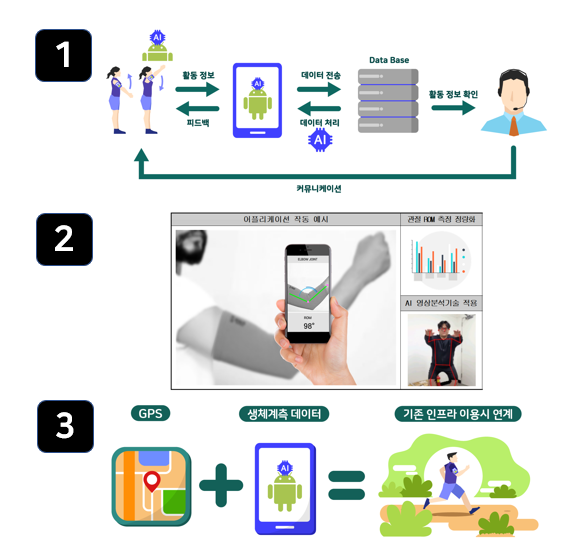 1
AI
Data Base
활동 정보
데이터 전송
AI
활동 정보 확인
피드백
데이터 처리
AI
커뮤니케이션
2
어플리케이션 작동 예시
관절 ROM 측정 정량화
ELBOW JOINT
ROM
98°
AI 영상분석기술 적용
3
GPS
생체계측 데이터
기존 인프라 이용시 연계
AI